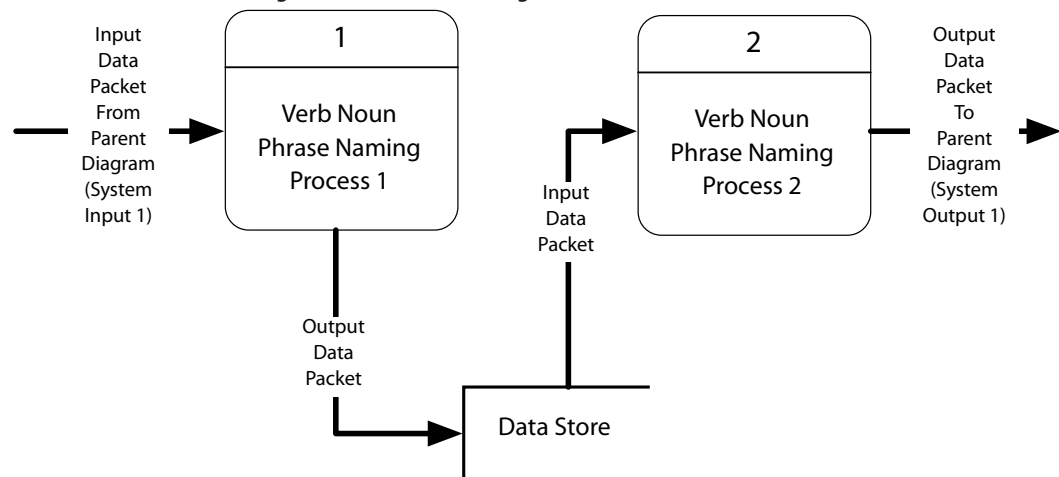 Input
Data
Packet
From
Parent
Diagram
(System
Input 1)
1
Verb Noun
Phrase Naming
Process 1
Output
Data
Packet
Data Store
Input
Data
Packet
2
Verb Noun
Phrase Naming
Process 2
Output
Data
Packet
To
Parent
Diagram
(System
Output 1)